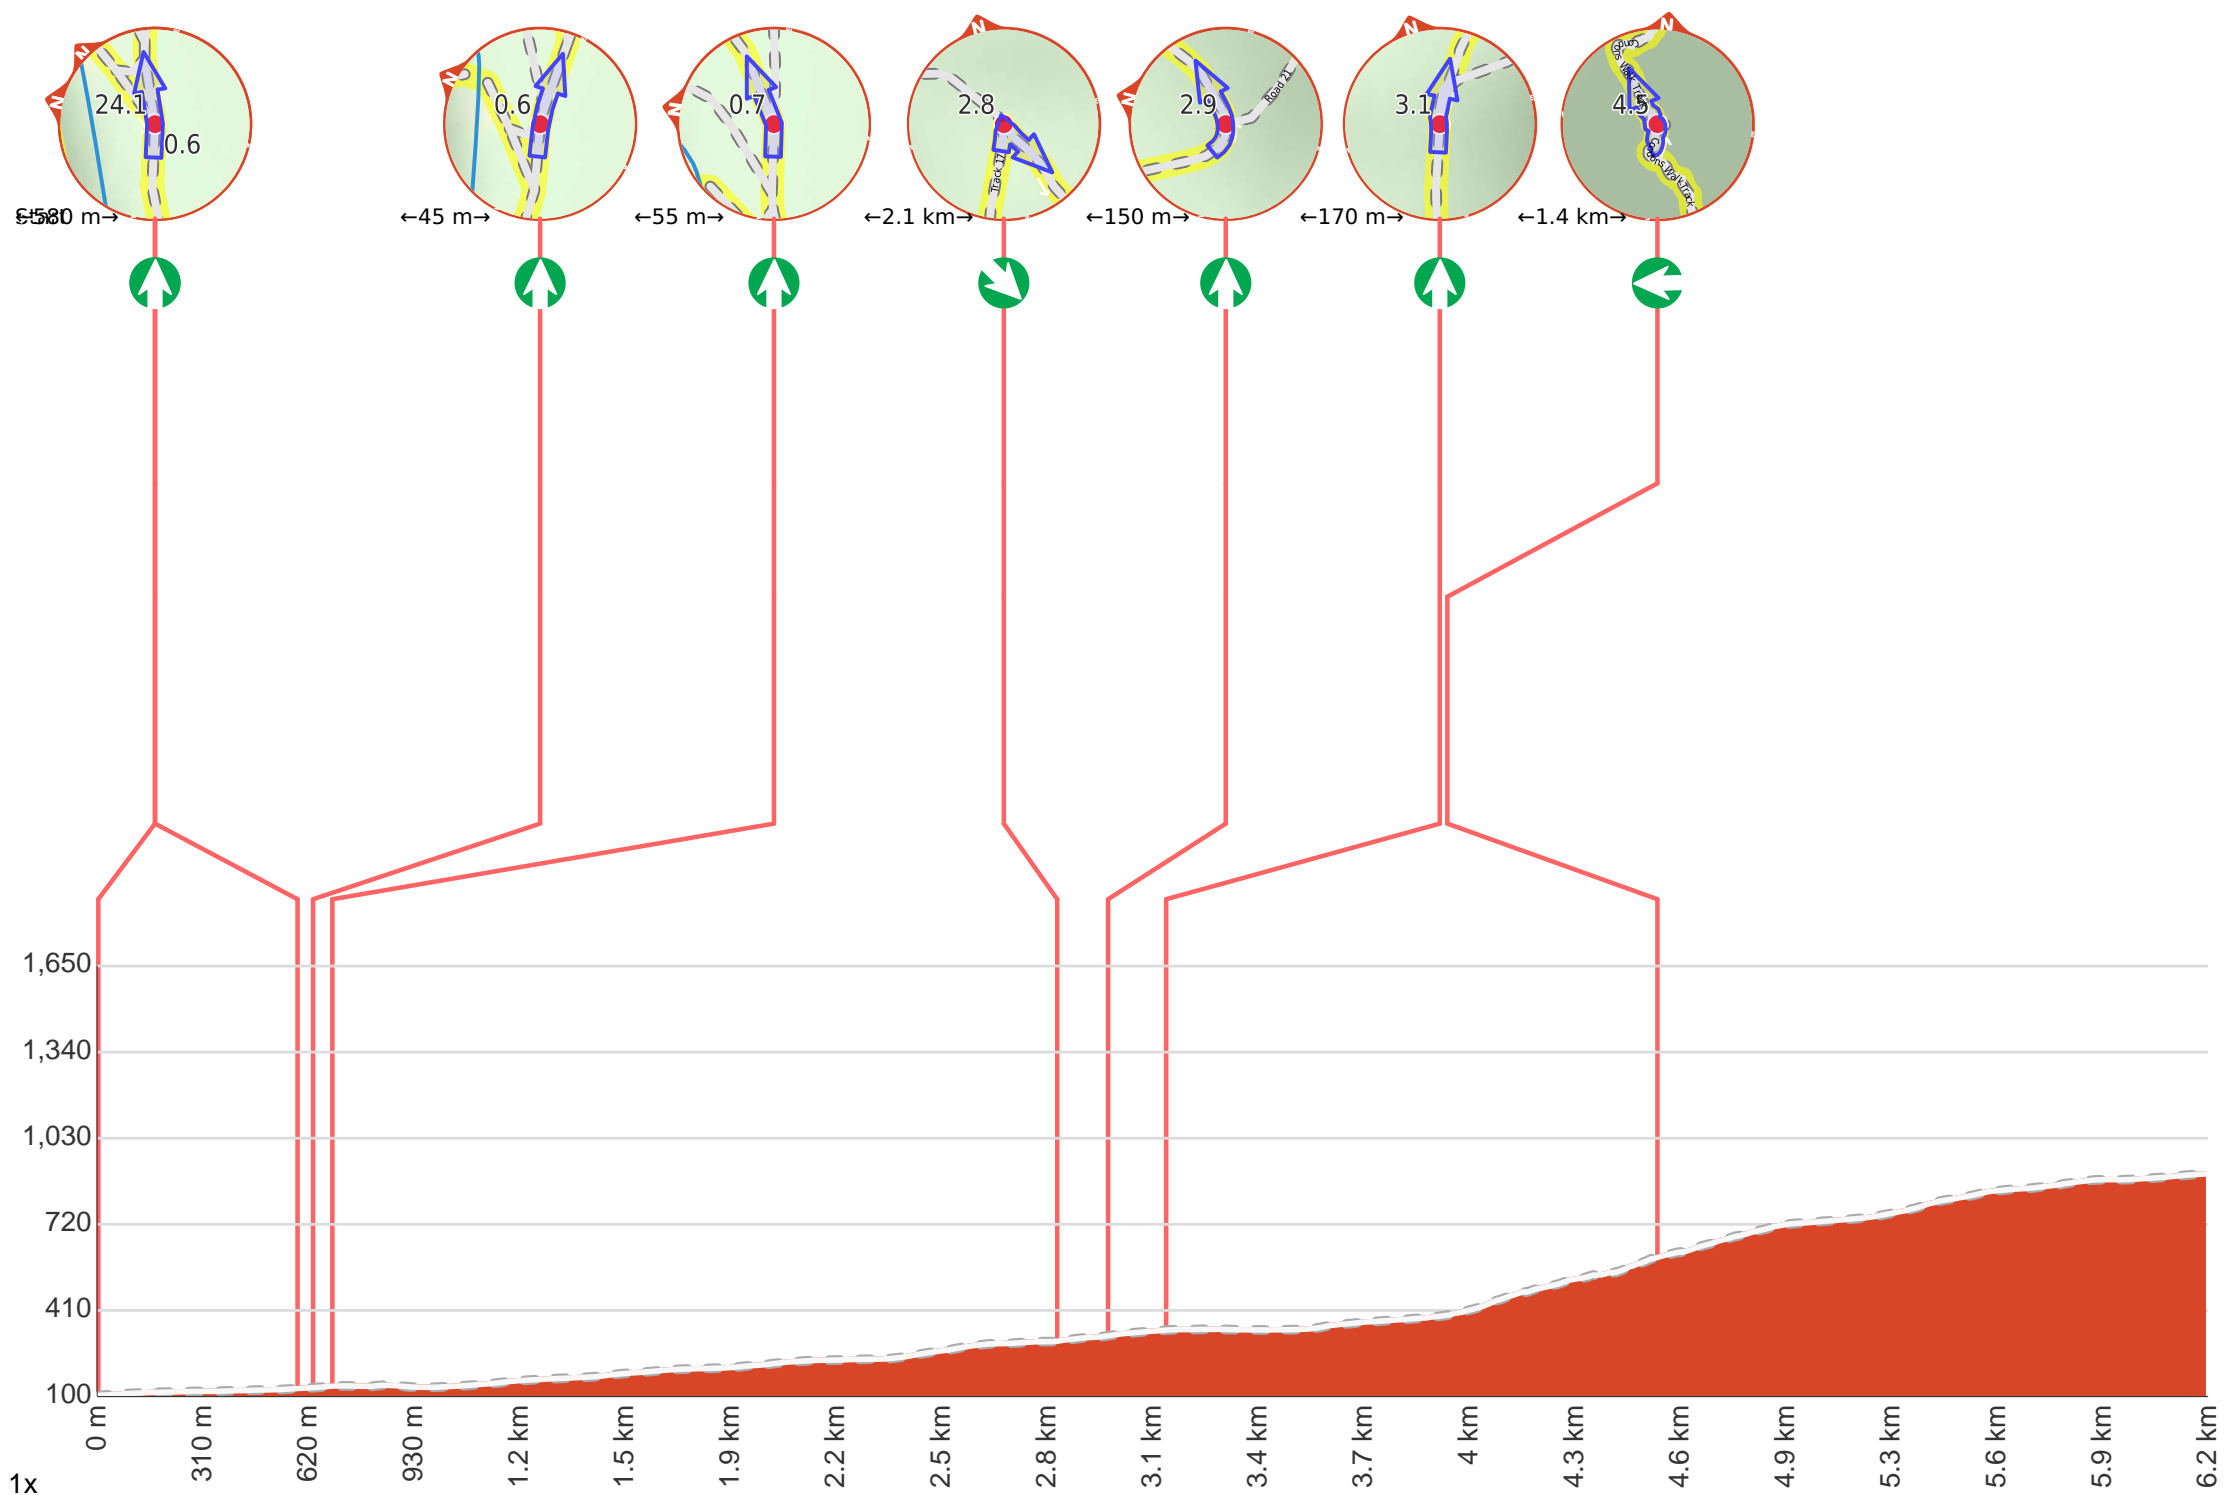 N
N
24.1
0.6
N
0.6
N
0.7
N
2.8
Track 17
N
2.9
Road 21
N
3.1
N
4.5
Walk Track
←580 m→
←45 m→
←55 m→
←2.1 km→
←150 m→
←170 m→
←1.4 km→
1,650
1,340
1,030
720
410
100
0 m
310 m
620 m
930 m
1.2 km
1.5 km
1.9 km
2.2 km
2.5 km
2.8 km
3.1 km
3.4 km
3.7 km
4 km
4.3 km
4.6 km
4.9 km
5.3 km
5.6 km
5.9 km
6.2 km
1x